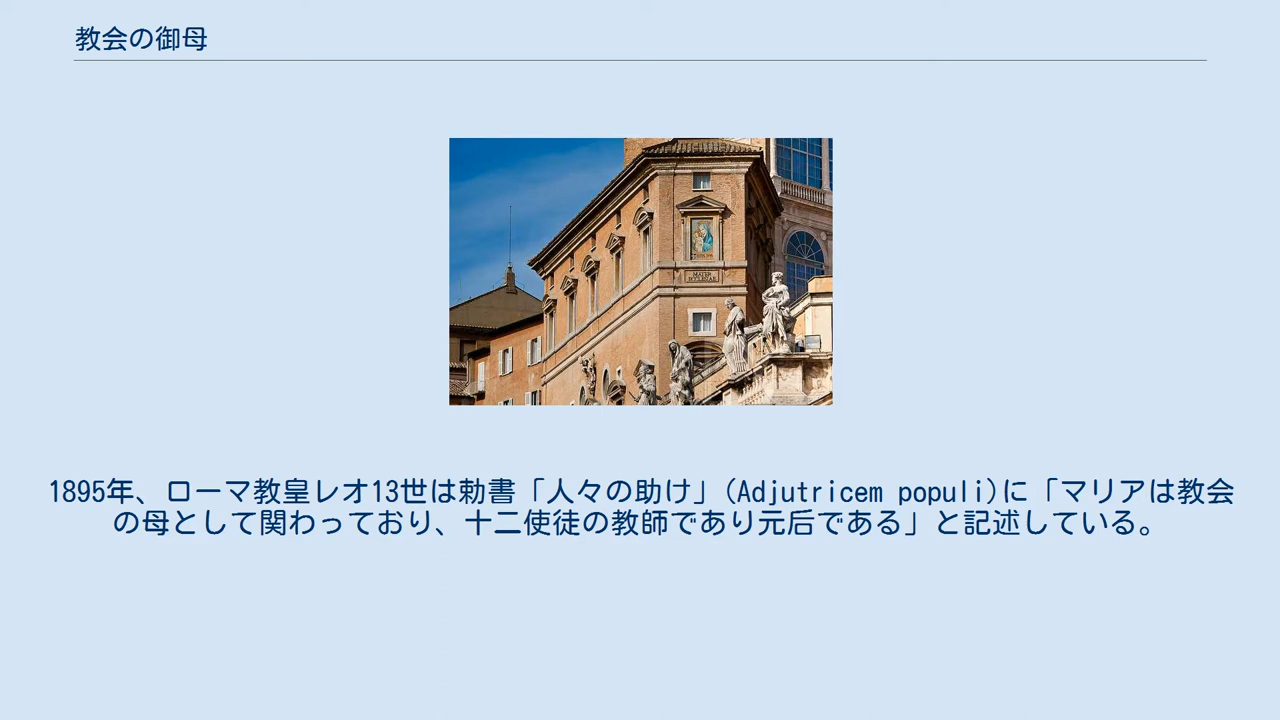 教会の御母
MATER
ECCLESIAE
1895年、ローマ教皇レオ13世は勅書「人々の助け」(Adjutricem populi)に「マリアは教会
の母として関わっており、十二使徒の教師であり元后である」と記述している。